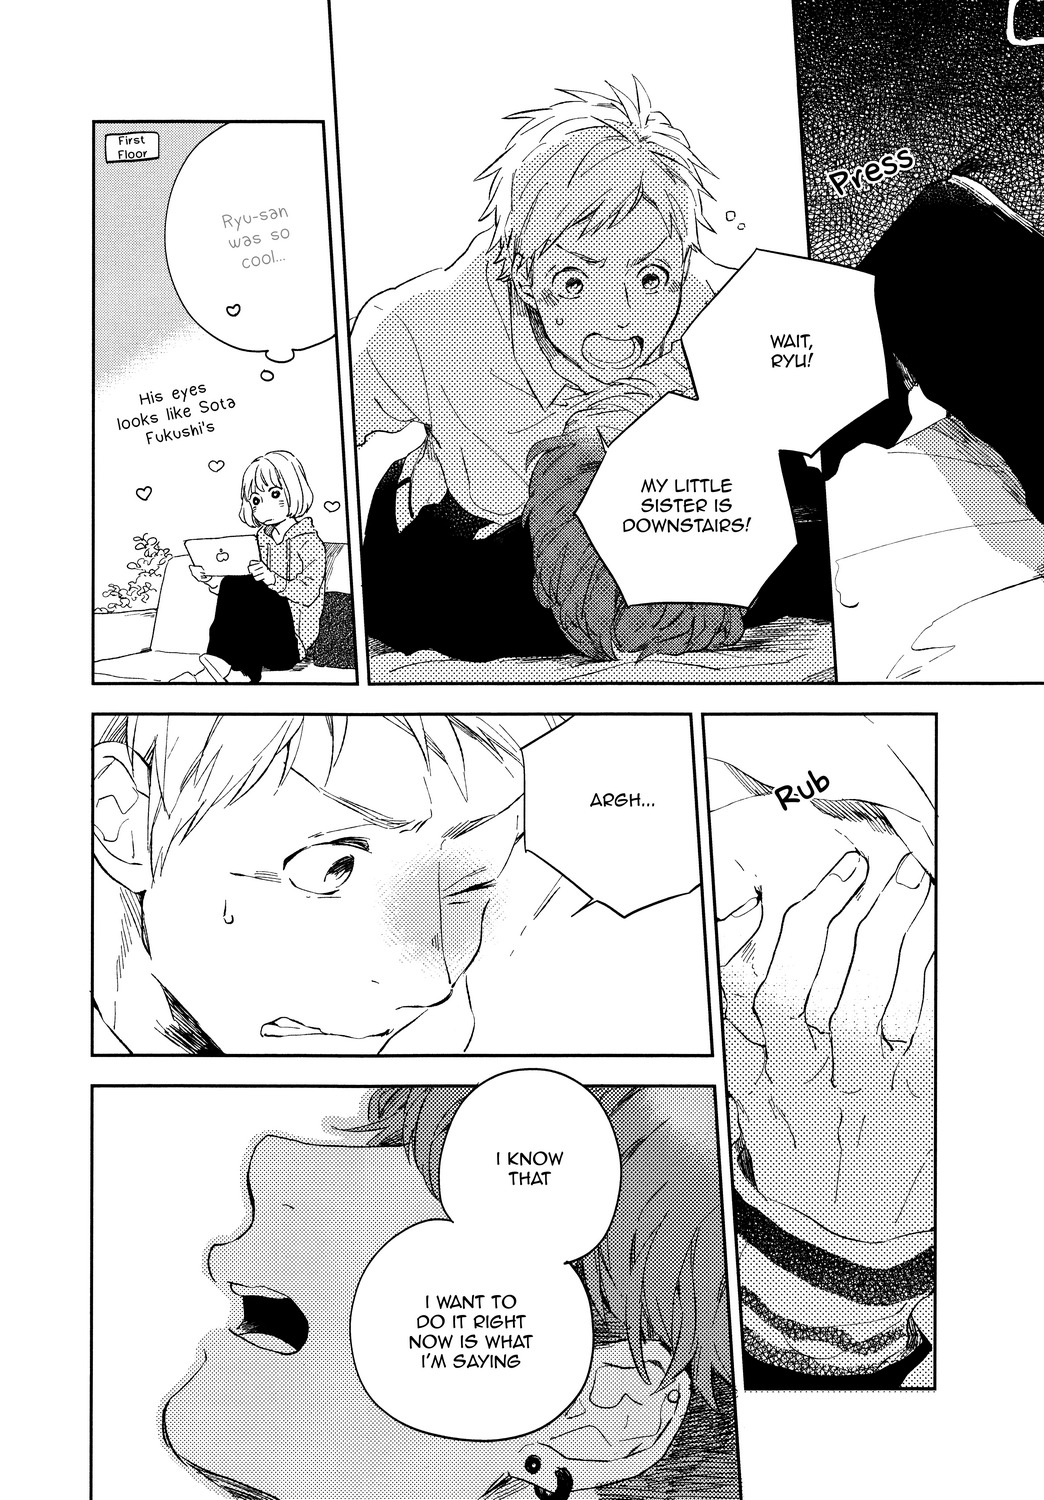 Press
WAIT,
RYU!
MY LITTLE
SISTER IS
DOWNSTAIRS!
First
Floor
Ryu-san
was so
cool...
His eyes
looks like Sota
Fukushi's
Rub
ARGH...
I KNOW
THAT
I WANT TO
DO IT RIGHT
NOW IS WHAT
I'M SAYING